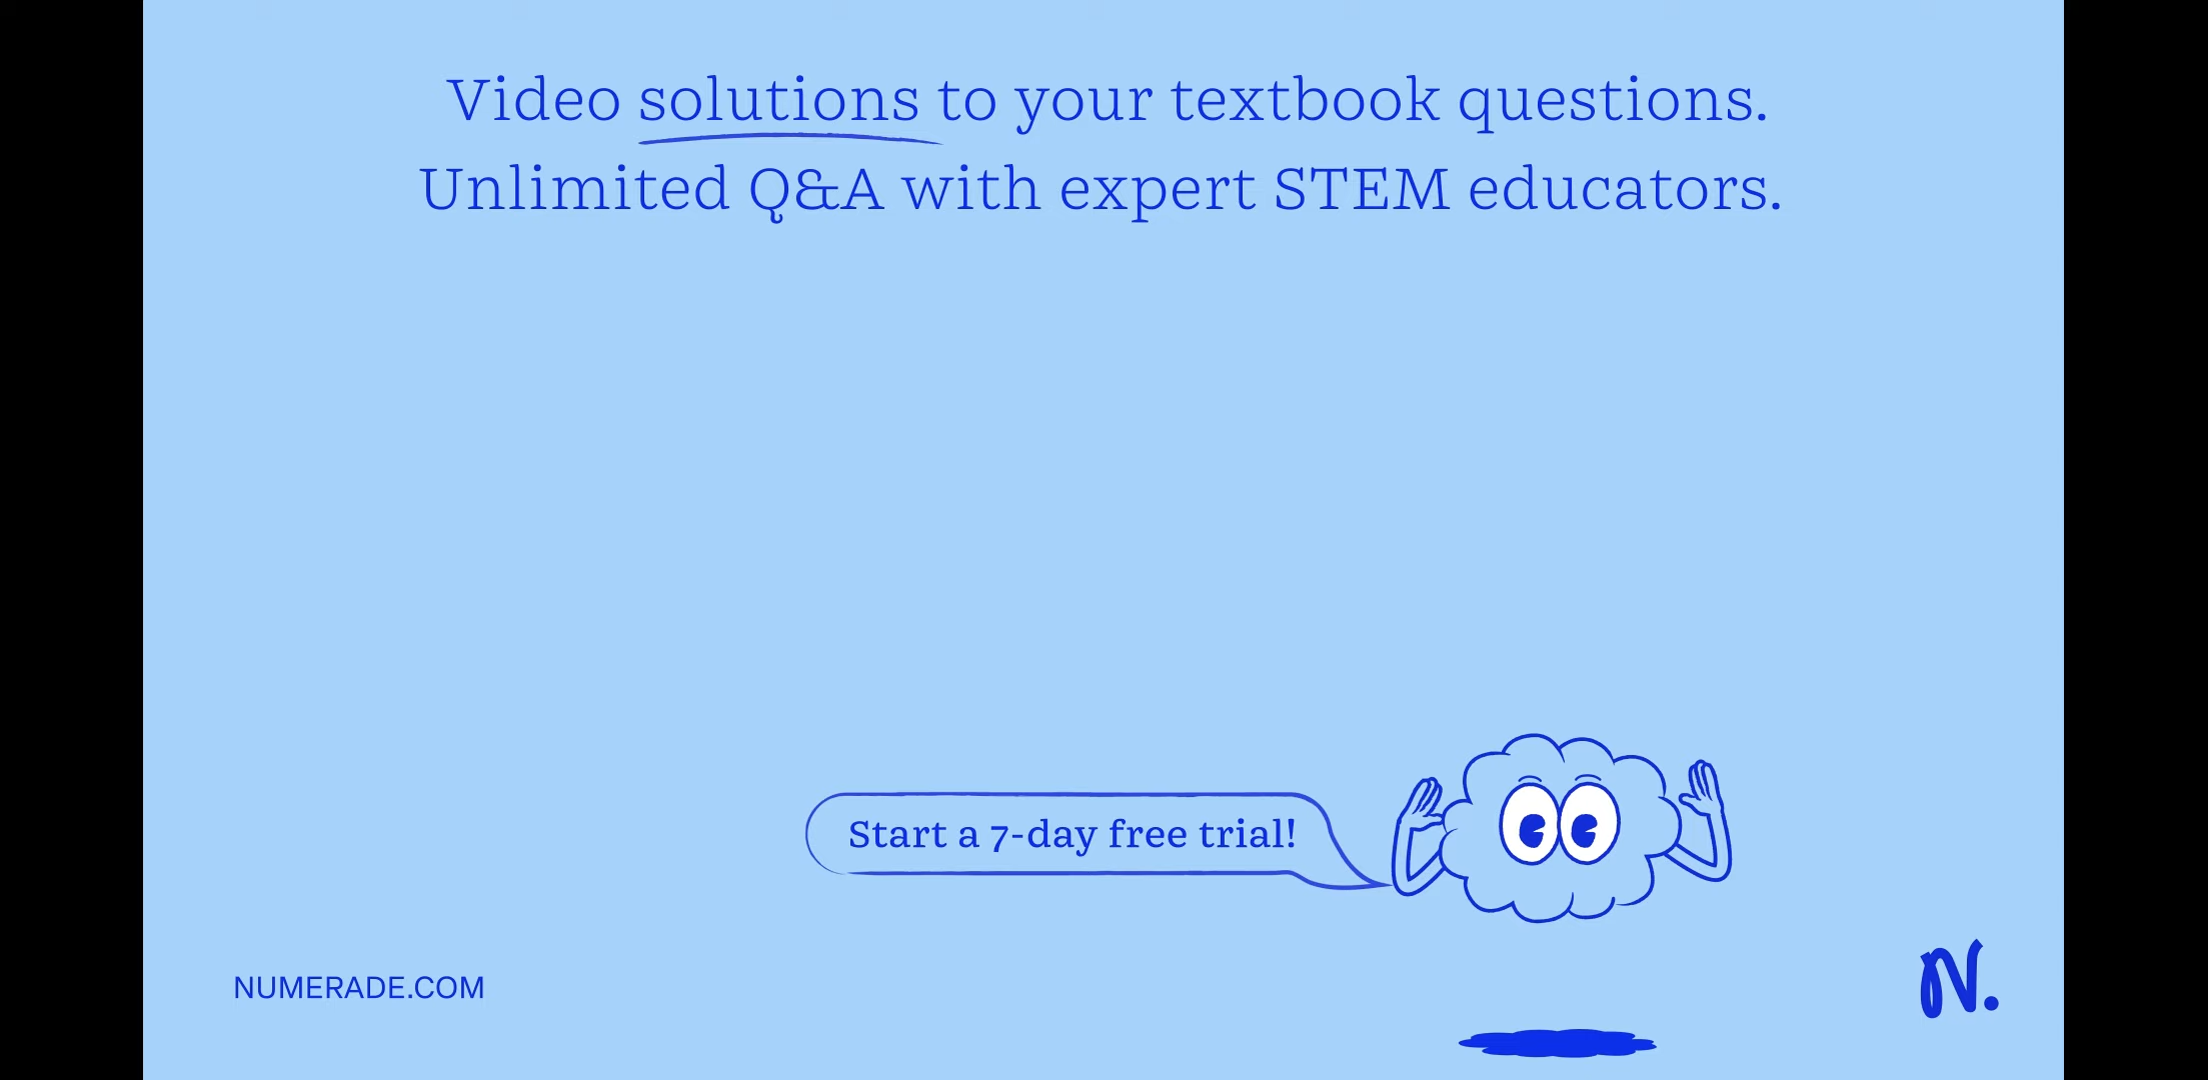 Video solutions to your textbook questions.
Unlimited Q&A with expert STEM educators.
Start a 7-day free trial!
NUMERADE.COM
N.